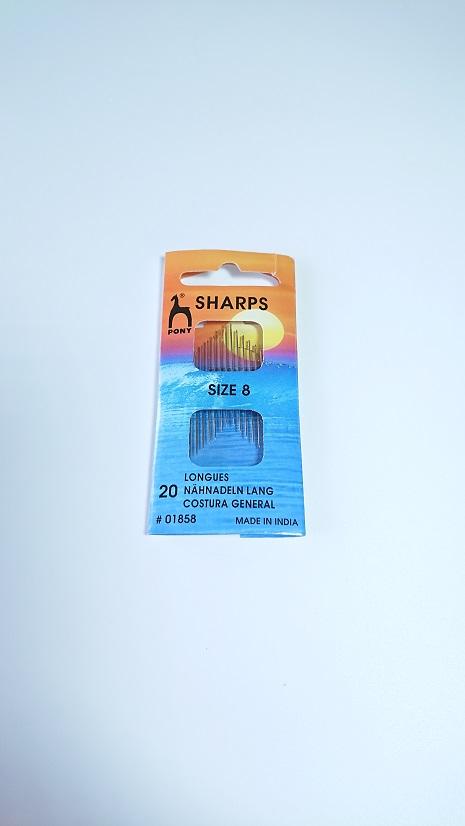 SHARPS
®
PONY
SIZE 8
20 LONGUES
NÄHNADELN LANG
COSTURA GENERAL
# 01858 MADE IN INDIA